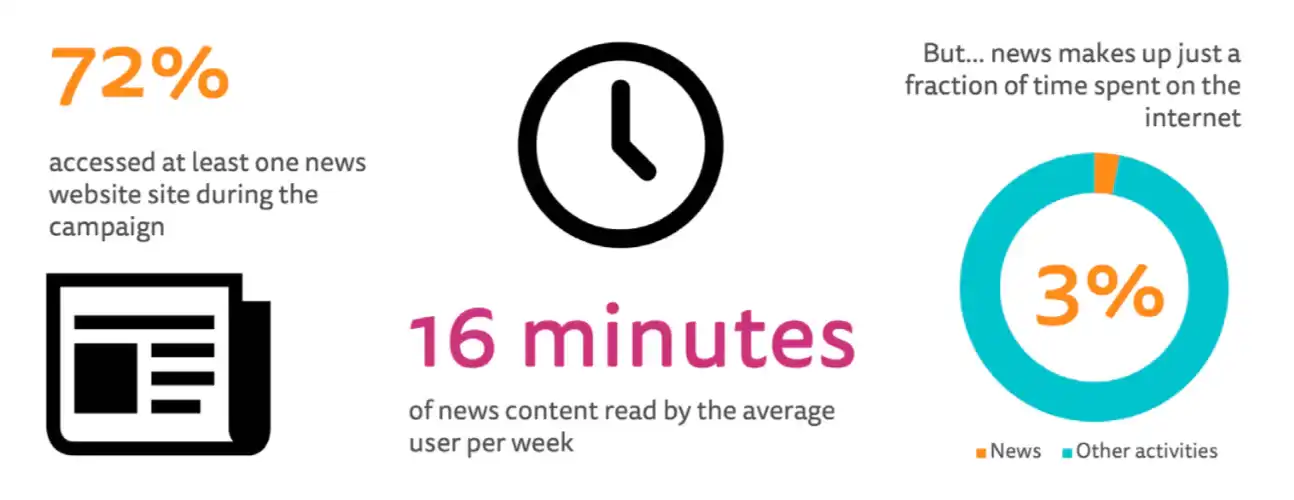 72%
accessed at least one news
website site during the
campaign
16 minutes
of news content read by the average
user per week
But... news makes up just a
fraction of time spent on the
internet
3%
News
Other activities